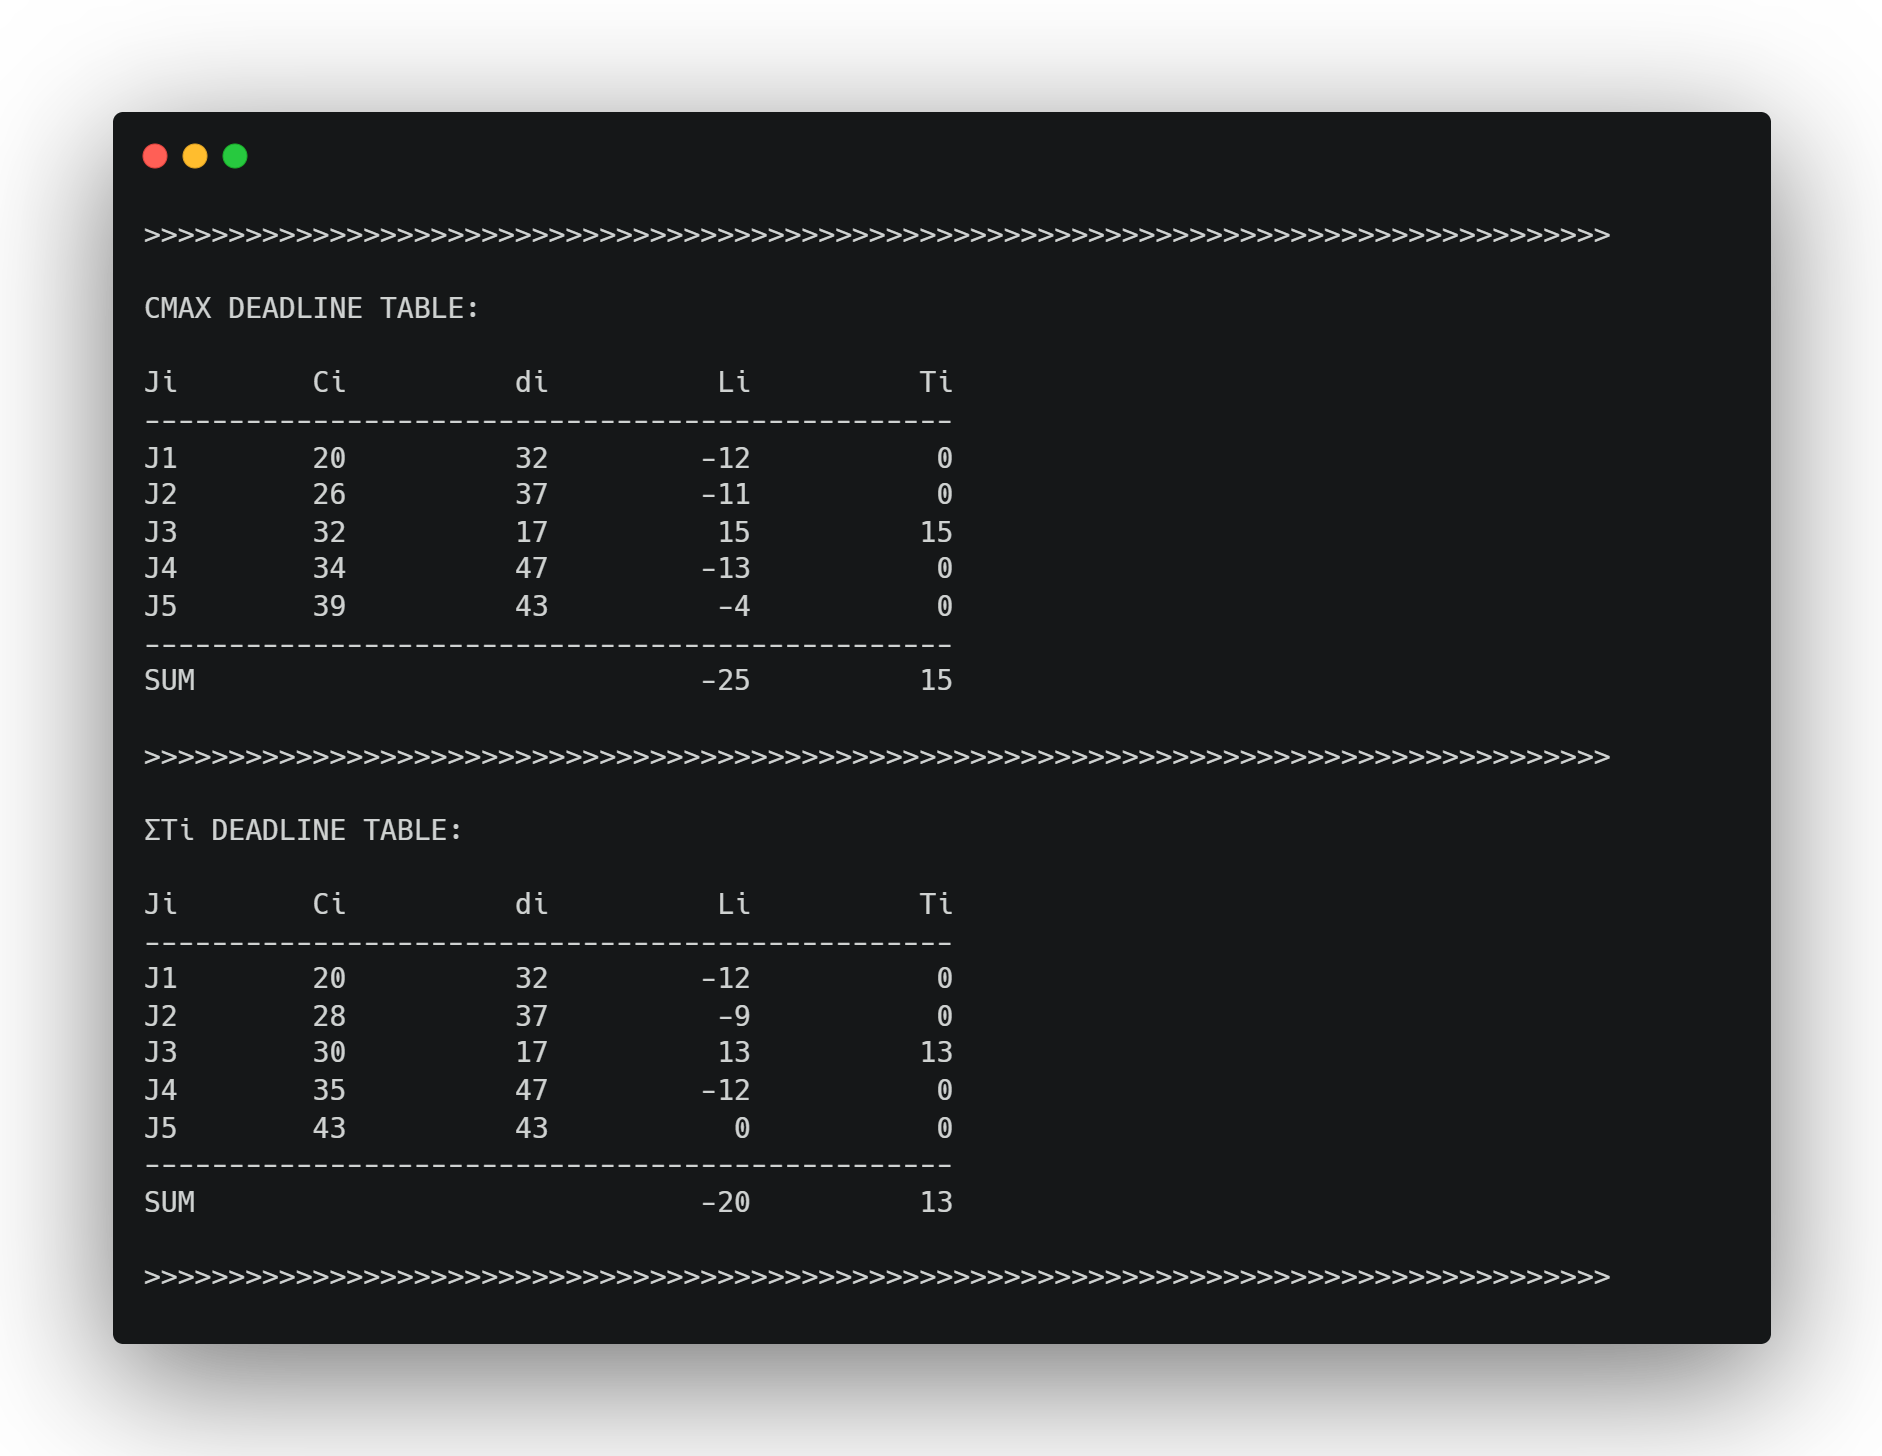 >>>>>>>>>>>>>>>>>>>>>>>>>>>>>>>>>>>>>>>>>>>>>>>>>>>>>>>>>>>>>>>>>>>>>>>>>>>>>>>>>>>>>>>
CMAX DEADLINE TABLE:
Ji        Ci          di          Li          Ti
------------------------------------------------
J1        20          32         -12           0
J2        26          37         -11           0
J3        32          17          15          15
J4        34          47         -13           0
J5        39          43          -4           0
------------------------------------------------
SUM                              -25          15
>>>>>>>>>>>>>>>>>>>>>>>>>>>>>>>>>>>>>>>>>>>>>>>>>>>>>>>>>>>>>>>>>>>>>>>>>>>>>>>>>>>>>>>
ΣTi DEADLINE TABLE:
Ji        Ci          di          Li          Ti
------------------------------------------------
J1        20          32         -12           0
J2        28          37          -9           0
J3        30          17          13          13
J4        35          47         -12           0
J5        43          43           0           0
------------------------------------------------
SUM                              -20          13
>>>>>>>>>>>>>>>>>>>>>>>>>>>>>>>>>>>>>>>>>>>>>>>>>>>>>>>>>>>>>>>>>>>>>>>>>>>>>>>>>>>>>>>